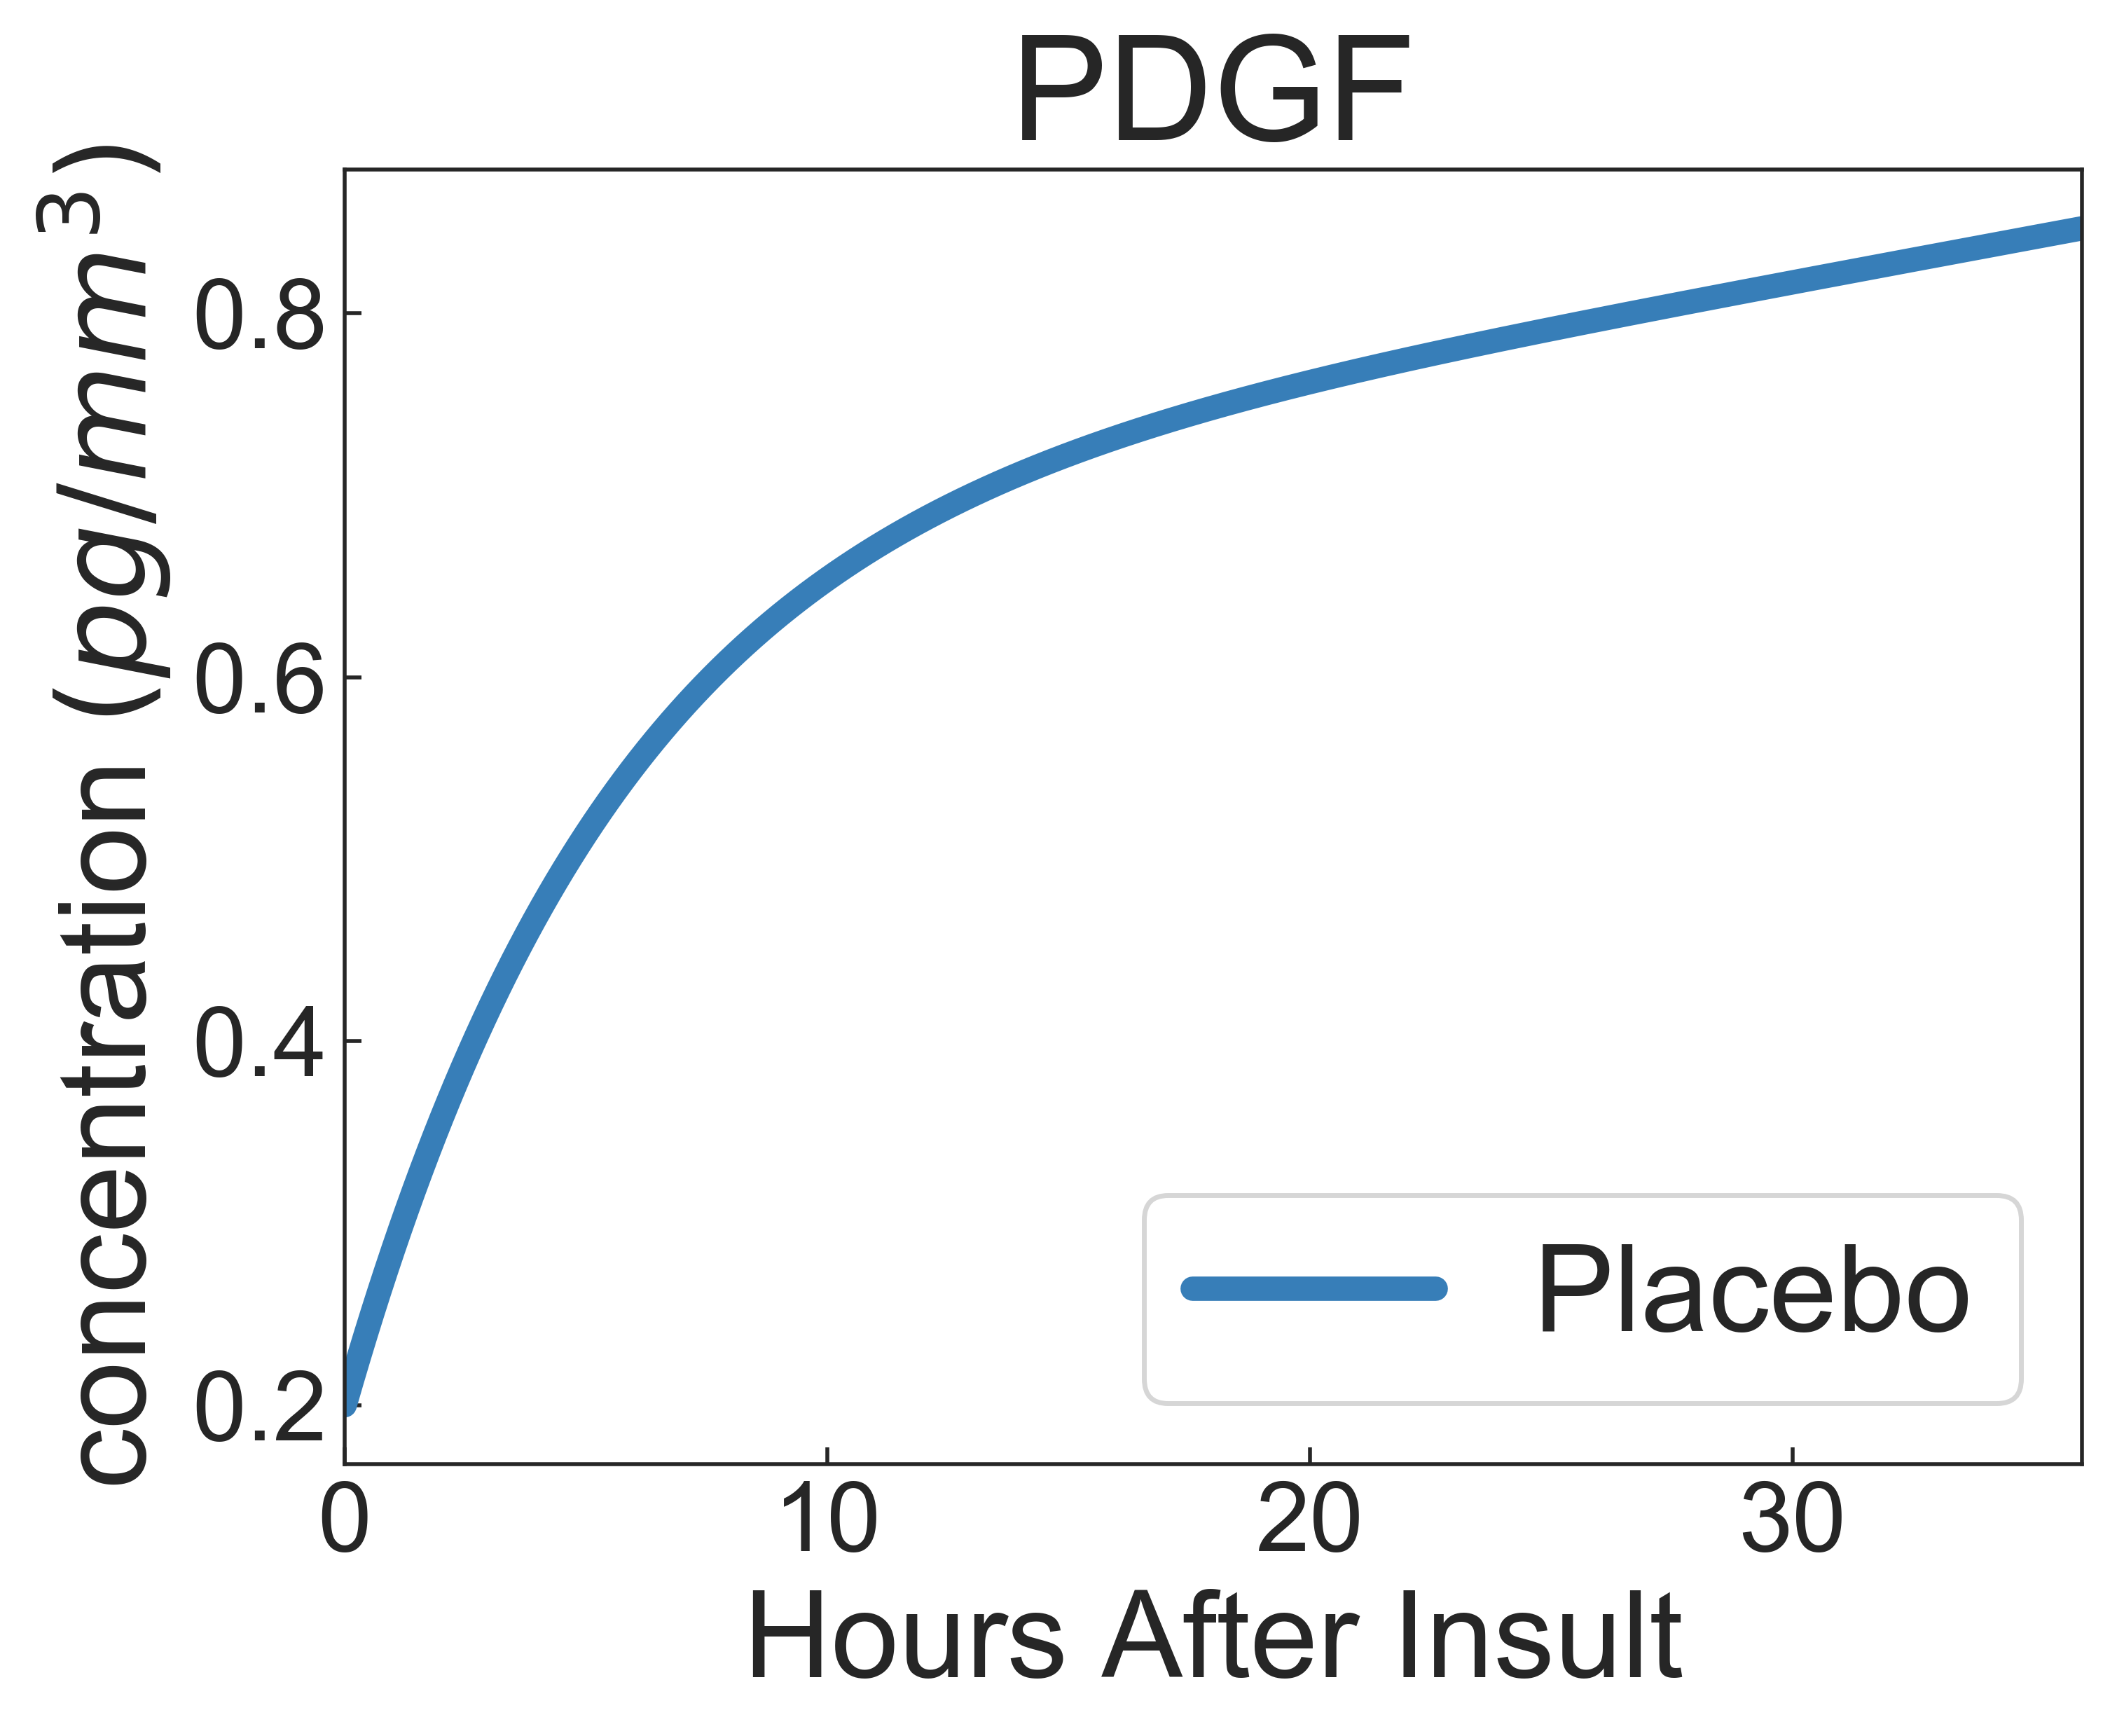 PDGF
concentration (pg/mm³)
0.8
0.6
0.4
0.2
0 10 20 30
Hours After Insult
Placebo